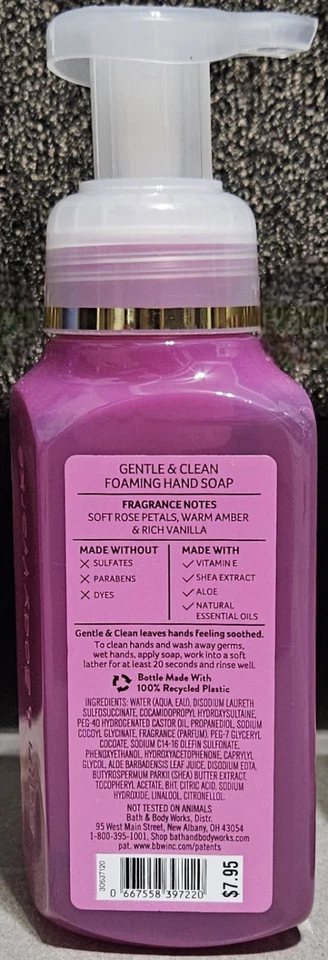 GENTLE & CLEAN
FOAMING HAND SOAP
FRAGRANCE NOTES
SOFT ROSE PETALS, WARM AMBER
& RICH VANILLA
MADE WITHOUT
SULFATES
PARABENS
DYES
MADE WITH
VITAMIN E
SHEA EXTRACT
ALOE
NATURAL
ESSENTIAL OILS
Gentle & Clean leaves hands feeling soothed.
To clean hands and wash away germs,
wet hands, apply soap, work into a soft
lather for at least 20 seconds and rinse well.
Bottle Made With
100% Recycled Plastic
INGREDIENTS: WATER (AQUA, EAU), DISODIUM LAURETH
SULFOSUCCINATE, COCAMIDOPROPYL HYDROXYSULTAINE,
PEG-40 HYDROGENATED CASTOR OIL, PROPANEDIOL, SODIUM
COCOYL GLYCINATE, FRAGRANCE (PARFUM), PEG-7 GLYCERYL
COCOATE, SODIUM C14-16 OLEFIN SULFONATE,
PHENOXYETHANOL, HYDROXYACETOPHENONE, CAPRYLYL
GLYCOL, ALOE BARBADENSIS LEAF JUICE, DISODIUM EDTA,
BUTYROSPERMUM PARKII (SHEA) BUTTER EXTRACT,
TOCOPHERYL ACETATE, BHT, CITRIC ACID, SODIUM
HYDROXIDE, LINALOOL, CITRONELLOL.
NOT TESTED ON ANIMALS
Bath & Body Works, Distr.
95 West Main Street, New Albany, OH 43054
1-800-395-1001, Shop bathandbodyworks.com
pat. www.bbwinc.com/patents
30637120
0 667558 397220
$7.95